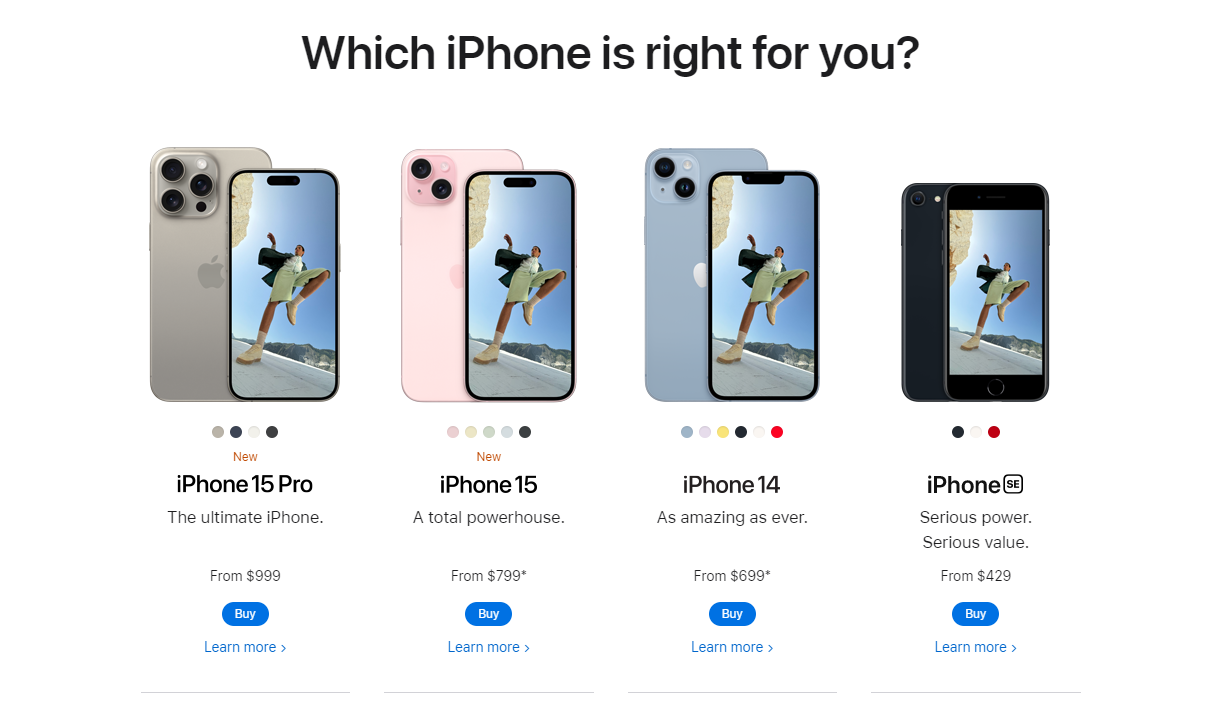 Which iPhone is right for you?
New
iPhone 15 Pro
The ultimate iPhone.
From $999
Buy
Learn more >
New
iPhone 15
A total powerhouse.
From $799*
Buy
Learn more >
iPhone 14
As amazing as ever.
From $699*
Buy
Learn more >
iPhone SE
Serious power.
Serious value.
From $429
Buy
Learn more >